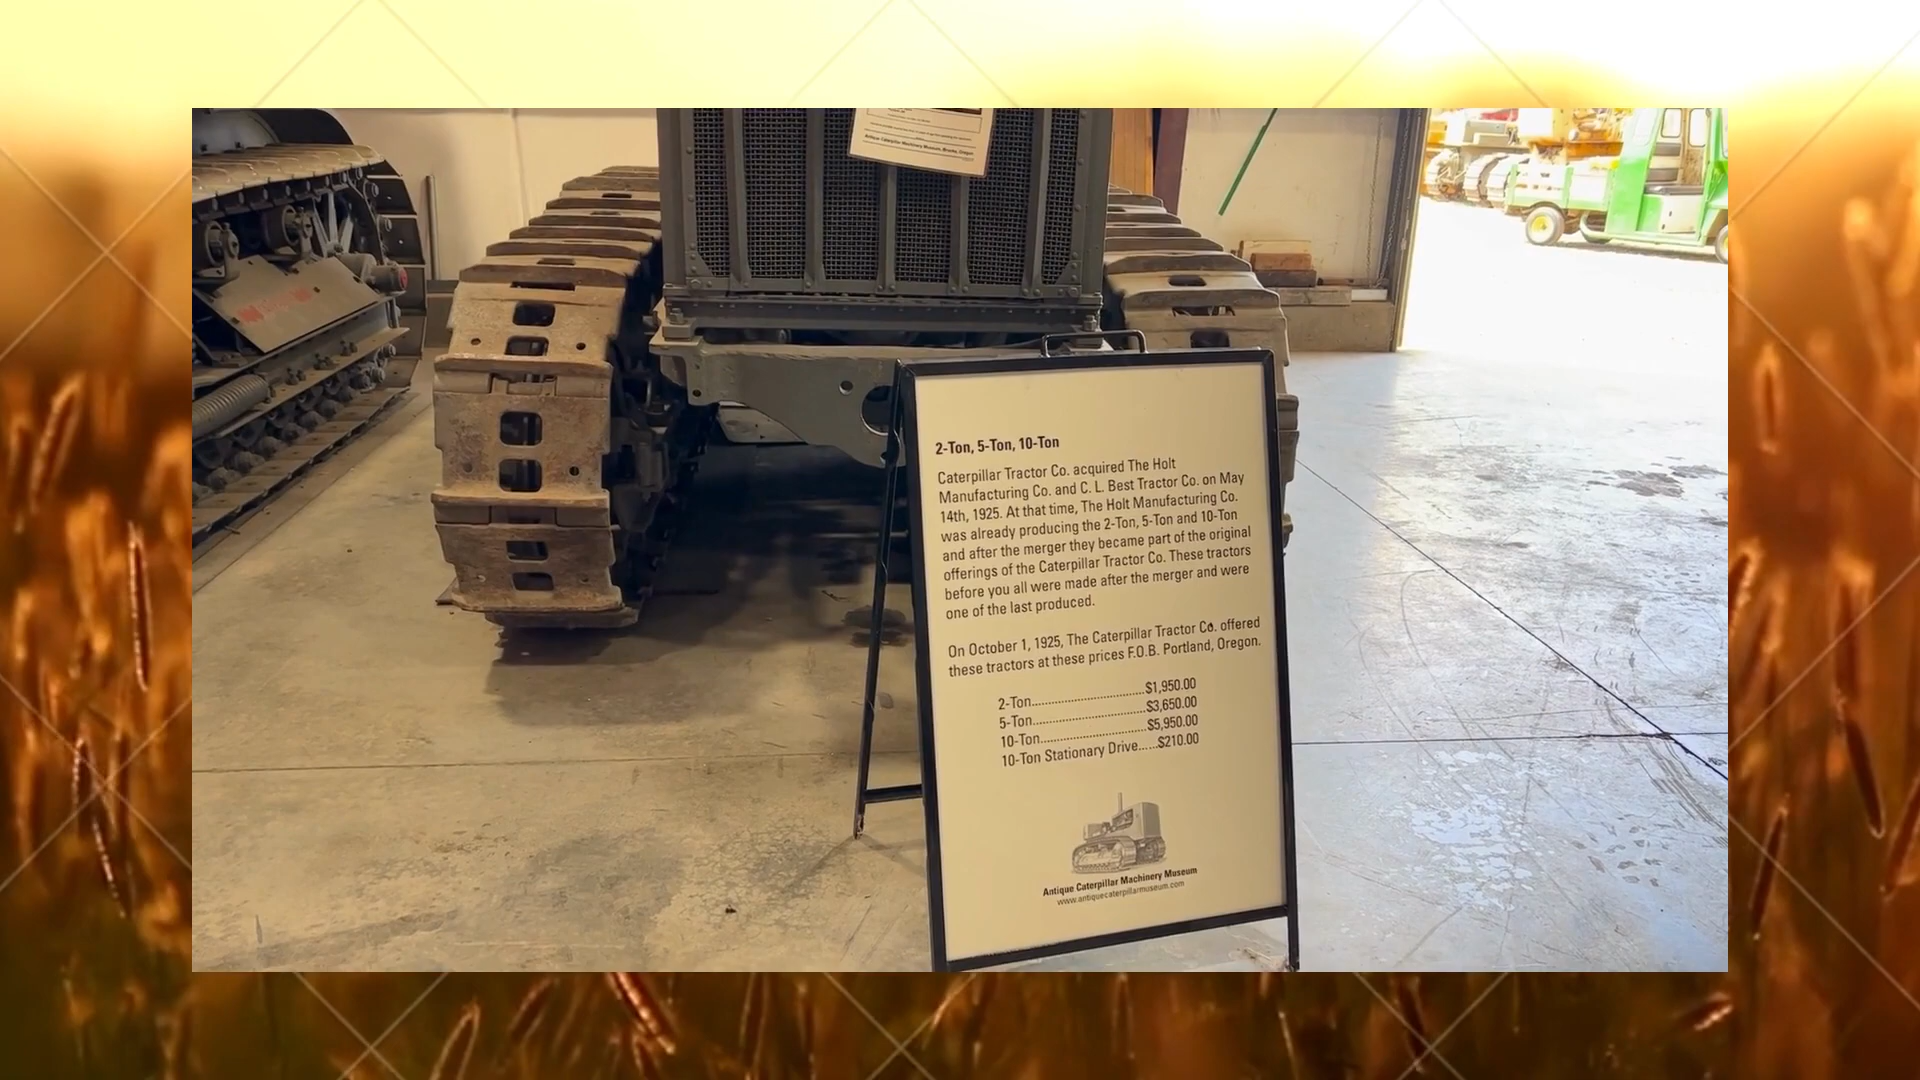 Antique Caterpillar Machinery Museum, Brooks, Oregon
2-Ton, 5-Ton, 10-Ton
Caterpillar Tractor Co. acquired The Holt
Manufacturing Co. and C. L. Best Tractor Co. on May
14th, 1925. At that time, The Holt Manufacturing Co.
was already producing the 2-Ton, 5-Ton and 10-Ton
and after the merger they became part of the original
offerings of the Caterpillar Tractor Co. These tractors
before you all were made after the merger and were
one of the last produced.
On October 1, 1925, The Caterpillar Tractor Co. offered
these tractors at these prices F.O.B. Portland, Oregon.
2-Ton..............................$1,950.00
5-Ton..............................$3,650.00
10-Ton............................$5,950.00
10-Ton Stationary Drive......$210.00
Antique Caterpillar Machinery Museum
www.antiquecaterpillarmuseum.com